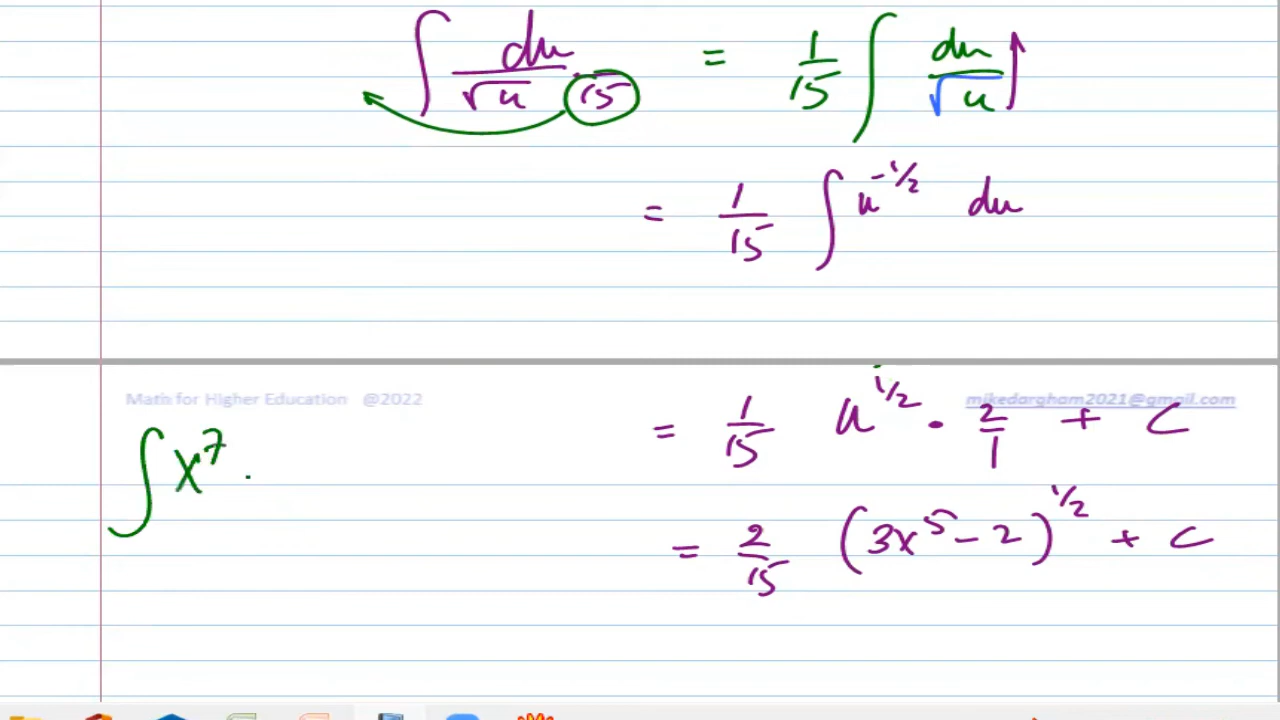 ∫ du/(√u · 15) = 1/15 ∫ du/√u
= 1/15 ∫ u^(-1/2) du
Math for Higher Education @2022 mikedargham2021@gmail.com
= 1/15 u^(1/2) · 2/1 + C
∫ x^7 .
= 2/15 (3x^5 - 2)^(1/2) + C